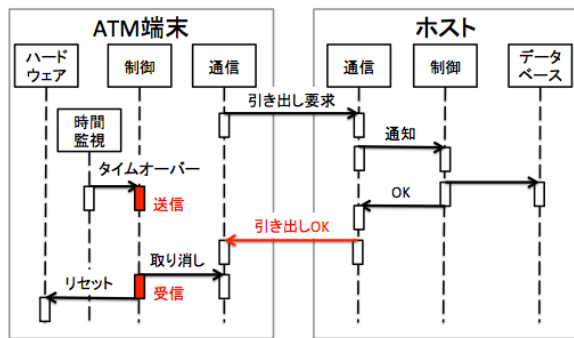 ATM端末
ホスト
ハード
ウェア
制御
通信
通信
制御
データ
ベース
時間
監視
引き出し要求
通知
タイムオーバー
送信
OK
引き出しOK
取り消し
リセット
受信